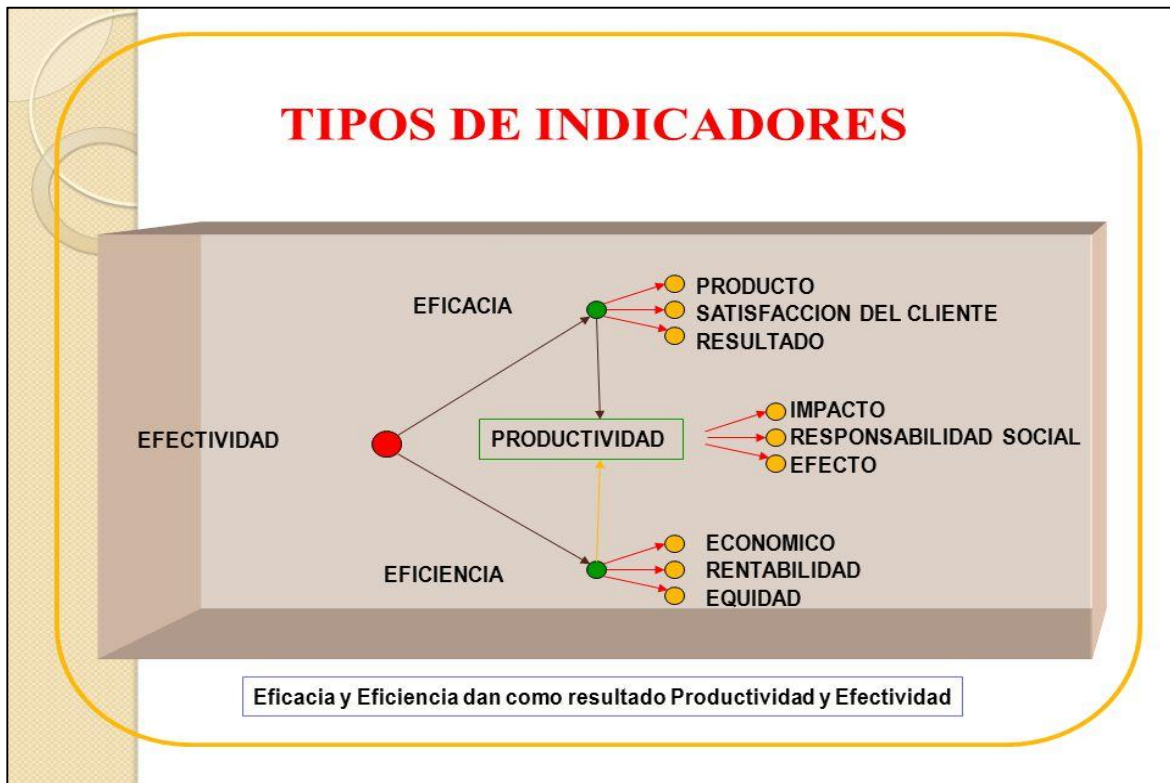 TIPOS DE INDICADORES
EFICACIA
PRODUCTO
SATISFACCION DEL CLIENTE
RESULTADO
EFECTIVIDAD
PRODUCTIVIDAD
IMPACTO
RESPONSABILIDAD SOCIAL
EFECTO
EFICIENCIA
ECONOMICO
RENTABILIDAD
EQUIDAD
Eficacia y Eficiencia dan como resultado Productividad y Efectividad